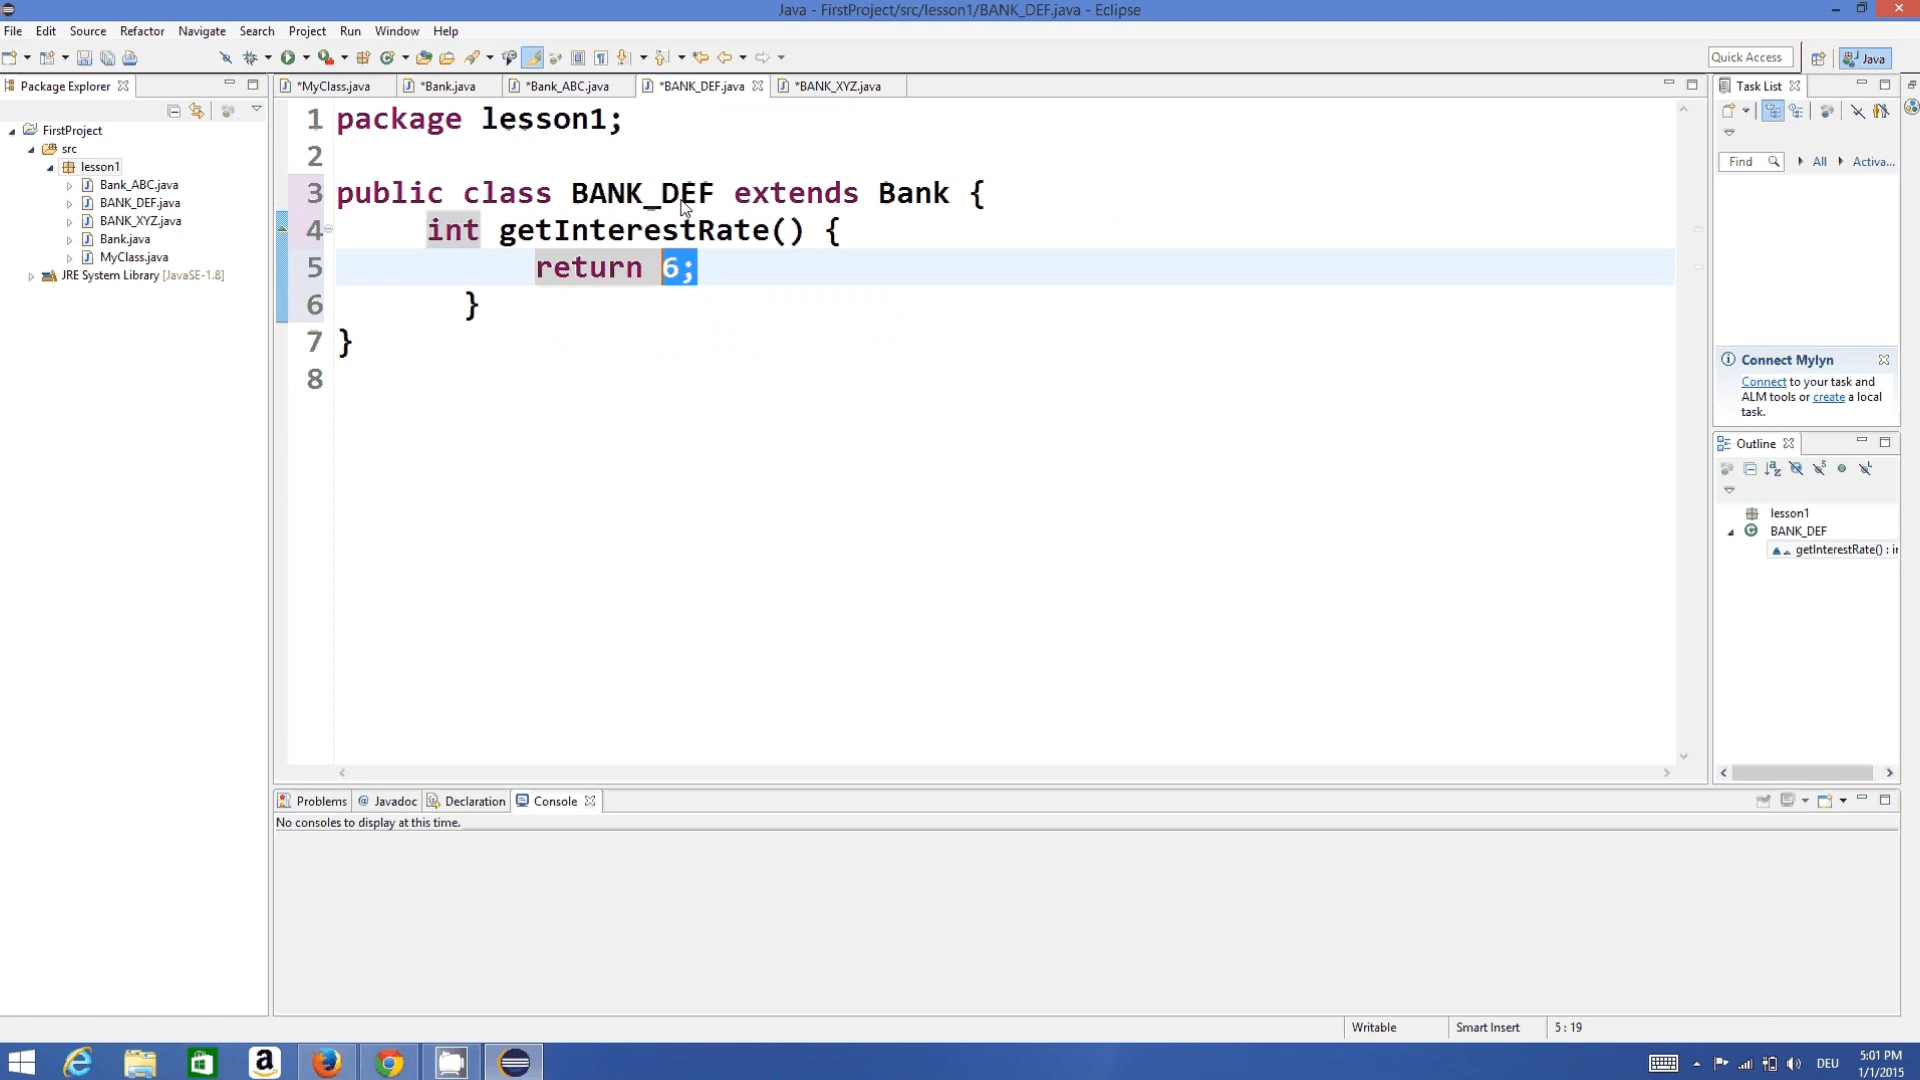 Java - FirstProject/src/lesson1/BANK_DEF.java - Eclipse
File Edit Source Refactor Navigate Search Project Run Window Help
Quick Access
Java
Package Explorer
*MyClass.java *Bank.java *Bank_ABC.java *BANK_DEF.java *BANK_XYZ.java
Task List
FirstProject
src
lesson1
Bank_ABC.java
BANK_DEF.java
BANK_XYZ.java
Bank.java
MyClass.java
JRE System Library [JavaSE-1.8]
1 package lesson1;
2
3 public class BANK_DEF extends Bank {
4 int getInterestRate() {
5 return 6;
6 }
7 }
8
Find All Activa...
Connect Mylyn
Connect to your task and
ALM tools or create a local
task.
Outline
lesson1
BANK_DEF
getInterestRate() : in
Problems @ Javadoc Declaration Console
No consoles to display at this time.
Writable Smart Insert 5 : 19
DEU
5:01 PM
1/1/2015